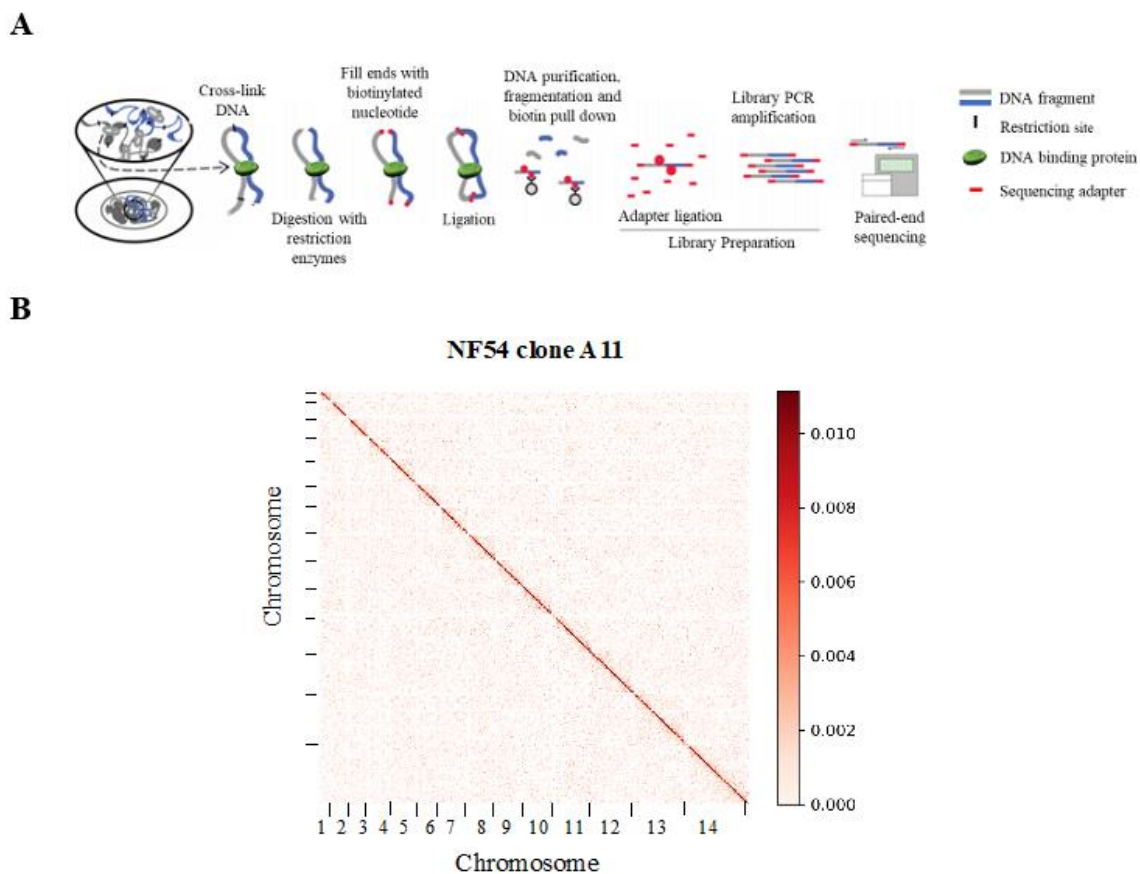 A
Cross-link
DNA
Digestion with
restriction
enzymes
Fill ends with
biotinylated
nucleotide
Ligation
DNA purification,
fragmentation and
biotin pull down
Adapter ligation
Library PCR
amplification
Library Preparation
Paired-end
sequencing
DNA fragment
Restriction site
DNA binding protein
Sequencing adapter
B
NF54 clone A11
Chromosome
0.010
0.008
0.006
0.004
0.002
0.000
1 2 3 4 5 6 7 8 9 10 11 12 13 14
Chromosome